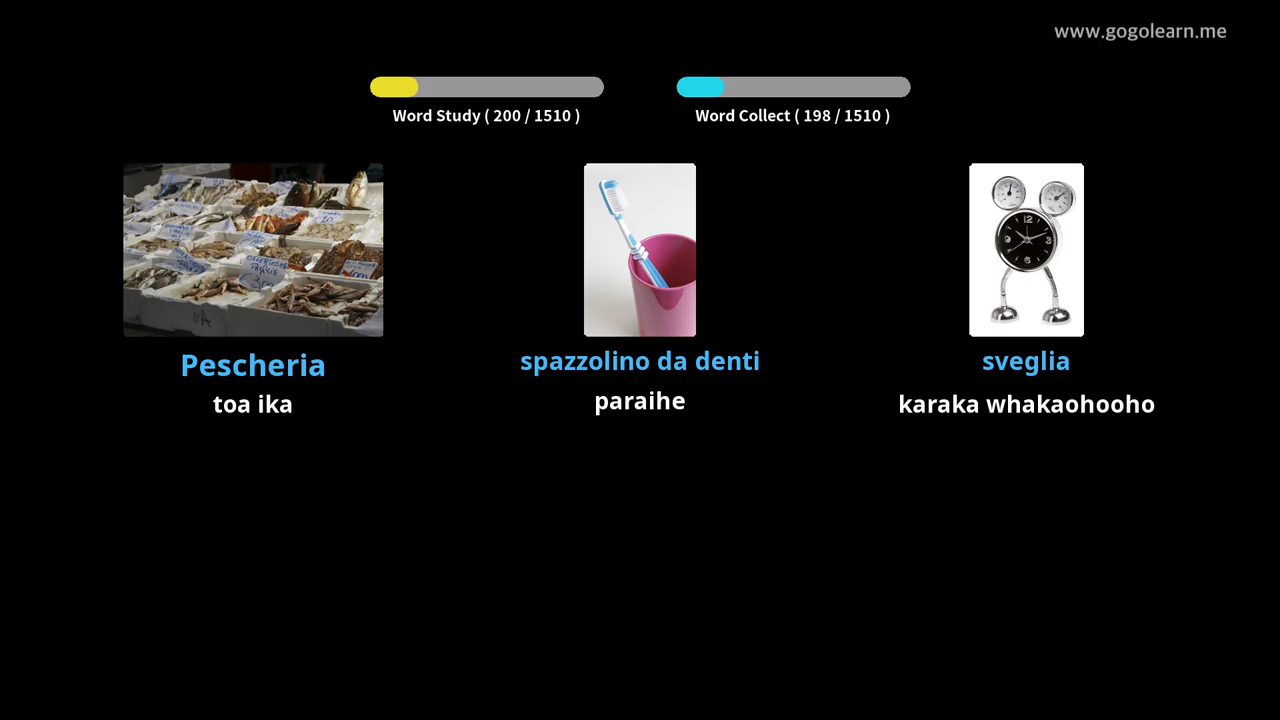 www.gogolearn.me
Word Study ( 200 / 1510 )
Word Collect ( 198 / 1510 )
Pescheria
spazzolino da denti
sveglia
toa ika
paraihe
karaka whakaohooho